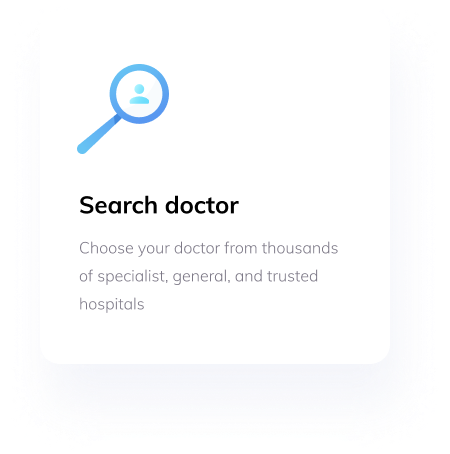 Search doctor
Choose your doctor from thousands
of specialist, general, and trusted
hospitals